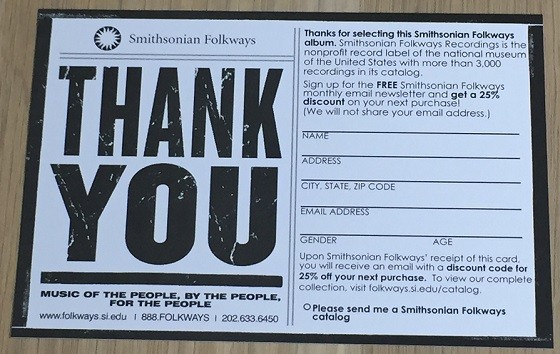 Smithsonian Folkways
THANK
YOU
MUSIC OF THE PEOPLE, BY THE PEOPLE,
FOR THE PEOPLE
www.folkways.si.edu | 888.FOLKWAYS | 202.633.6450
Thanks for selecting this Smithsonian Folkways
album. Smithsonian Folkways Recordings is the
nonprofit record label of the national museum
of the United States with more than 3,000
recordings in its catalog.
Sign up for the FREE Smithsonian Folkways
monthly email newsletter and get a 25%
discount on your next purchase!
(We will not share your email address.)
NAME
ADDRESS
CITY, STATE, ZIP CODE
EMAIL ADDRESS
GENDER AGE
Upon Smithsonian Folkways' receipt of this card,
you will receive an email with a discount code for
25% off your next purchase. To view our complete
collection, visit folkways.si.edu/catalog.
Please send me a Smithsonian Folkways
catalog